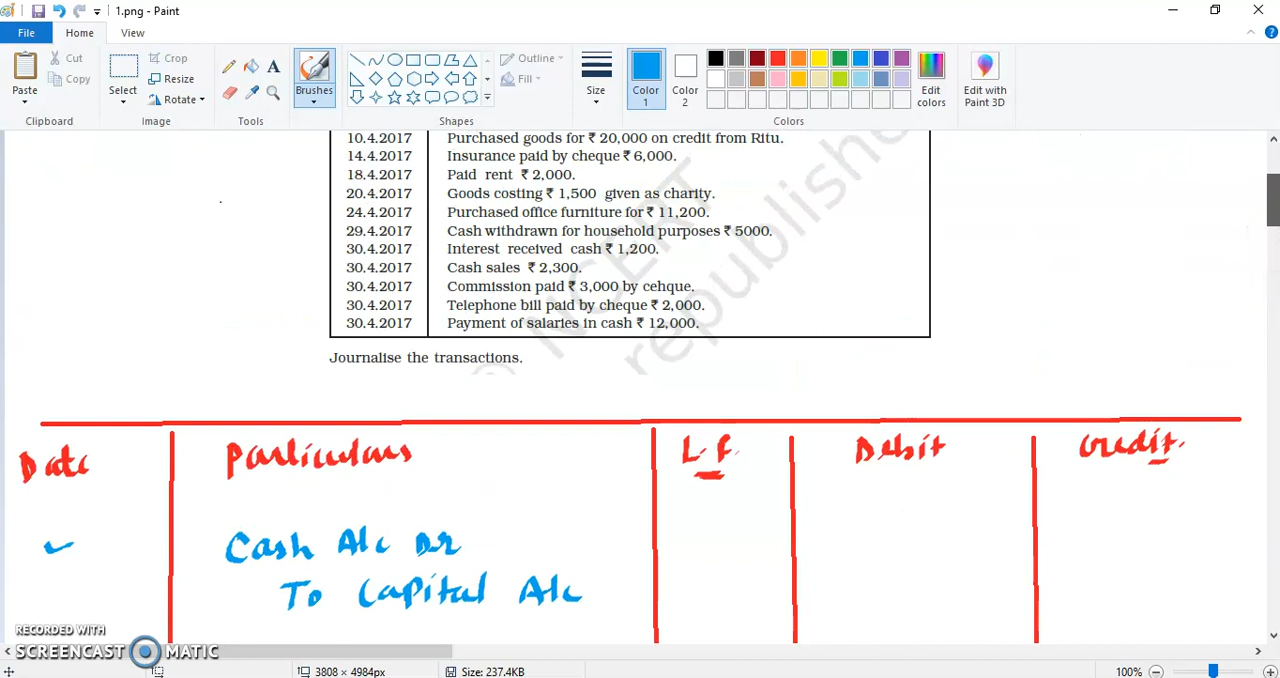 1.png - Paint
File Home View
Paste Cut Copy Clipboard
Select Crop Resize Rotate Image
Tools
Brushes
Shapes Outline Fill
Size
Color 1 Color 2
Edit colors
Edit with Paint 3D
Colors
10.4.2017 Purchased goods for ₹ 20,000 on credit from Ritu.
14.4.2017 Insurance paid by cheque ₹ 6,000.
18.4.2017 Paid rent ₹ 2,000.
20.4.2017 Goods costing ₹ 1,500 given as charity.
24.4.2017 Purchased office furniture for ₹ 11,200.
29.4.2017 Cash withdrawn for household purposes ₹ 5000.
30.4.2017 Interest received cash ₹ 1,200.
30.4.2017 Cash sales ₹ 2,300.
30.4.2017 Commission paid ₹ 3,000 by cehque.
30.4.2017 Telephone bill paid by cheque ₹ 2,000.
30.4.2017 Payment of salaries in cash ₹ 12,000.
© NCERT
republishe
Journalise the transactions.
Date Particulars L.F. Debit Credit.
Cash A/c Dr
To Capital A/c
RECORDED WITH
SCREENCAST MATIC
3808 × 4984px Size: 237.4KB 100%